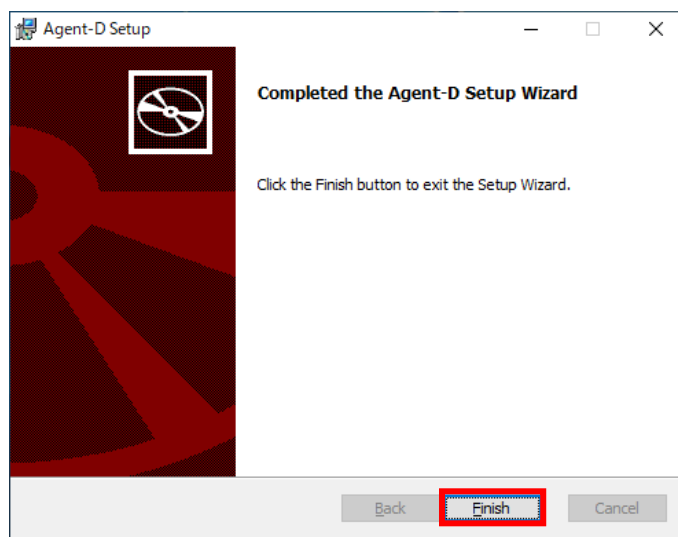 Agent-D Setup
Completed the Agent-D Setup Wizard
Click the Finish button to exit the Setup Wizard.
Back Finish Cancel